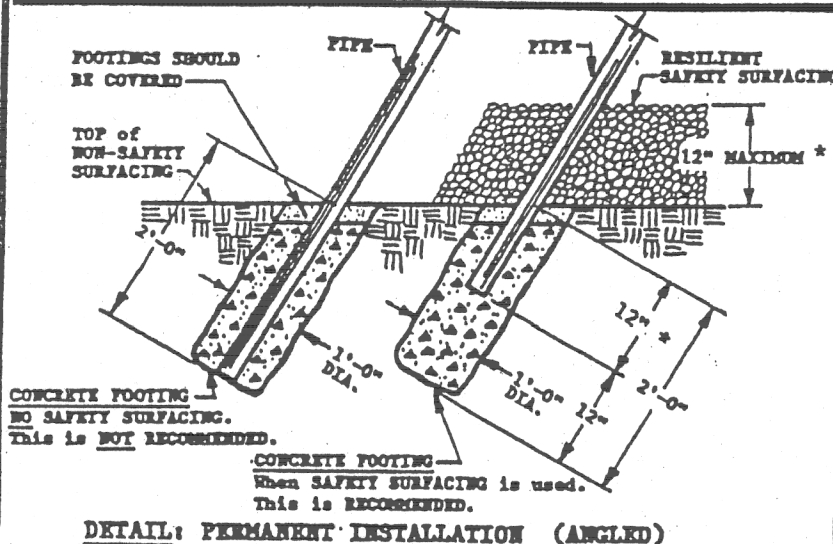 FOOTINGS SHOULD
BE COVERED
PIPE
PIPE
RESILIENT
SAFETY SURFACING
TOP of
NON-SAFETY
SURFACING
12" MAXIMUM *
2'-0"
1'-0"
DIA.
12" *
2'-0"
1'-0"
DIA.
12"
CONCRETE FOOTING
NO SAFETY SURFACING.
This is NOT RECOMMENDED.
CONCRETE FOOTING
When SAFETY SURFACING is used.
This is RECOMMENDED.
DETAIL: PERMANENT INSTALLATION (ANGLED)